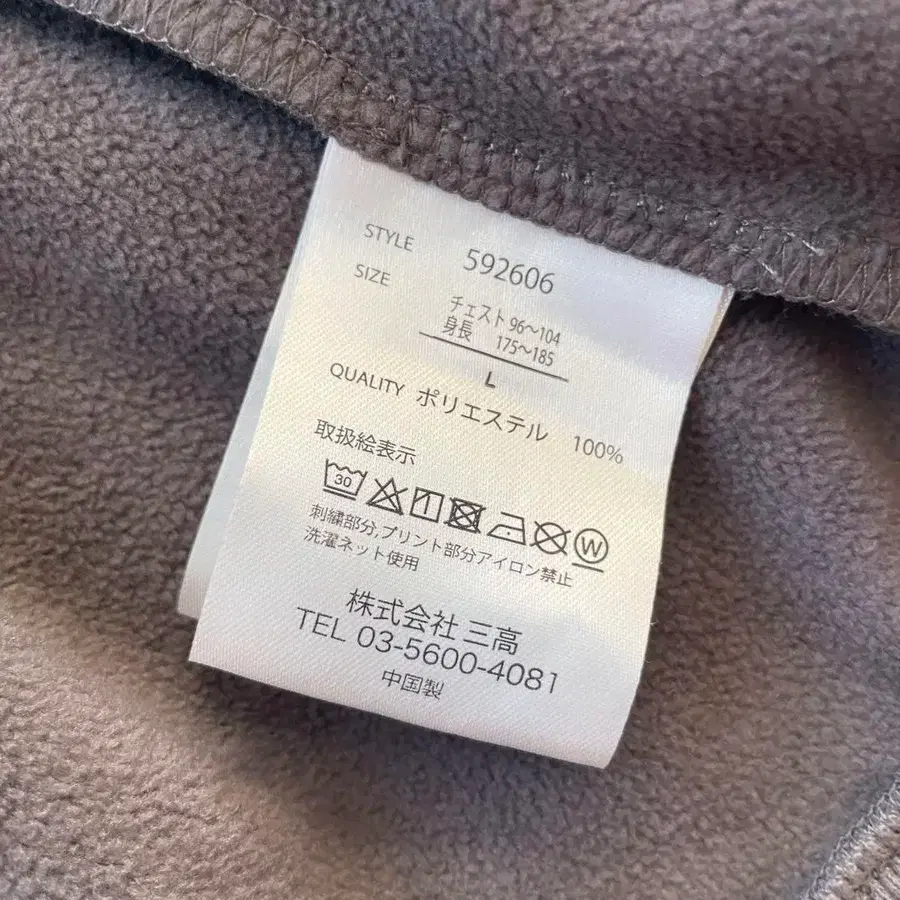 STYLE 592606
SIZE チェスト 96～104
身長 175～185
L
QUALITY ポリエステル 100%
取扱絵表示
30 W
刺繍部分,プリント部分アイロン禁止
洗濯ネット使用
株式会社 三高
TEL 03-5600-4081
中国製